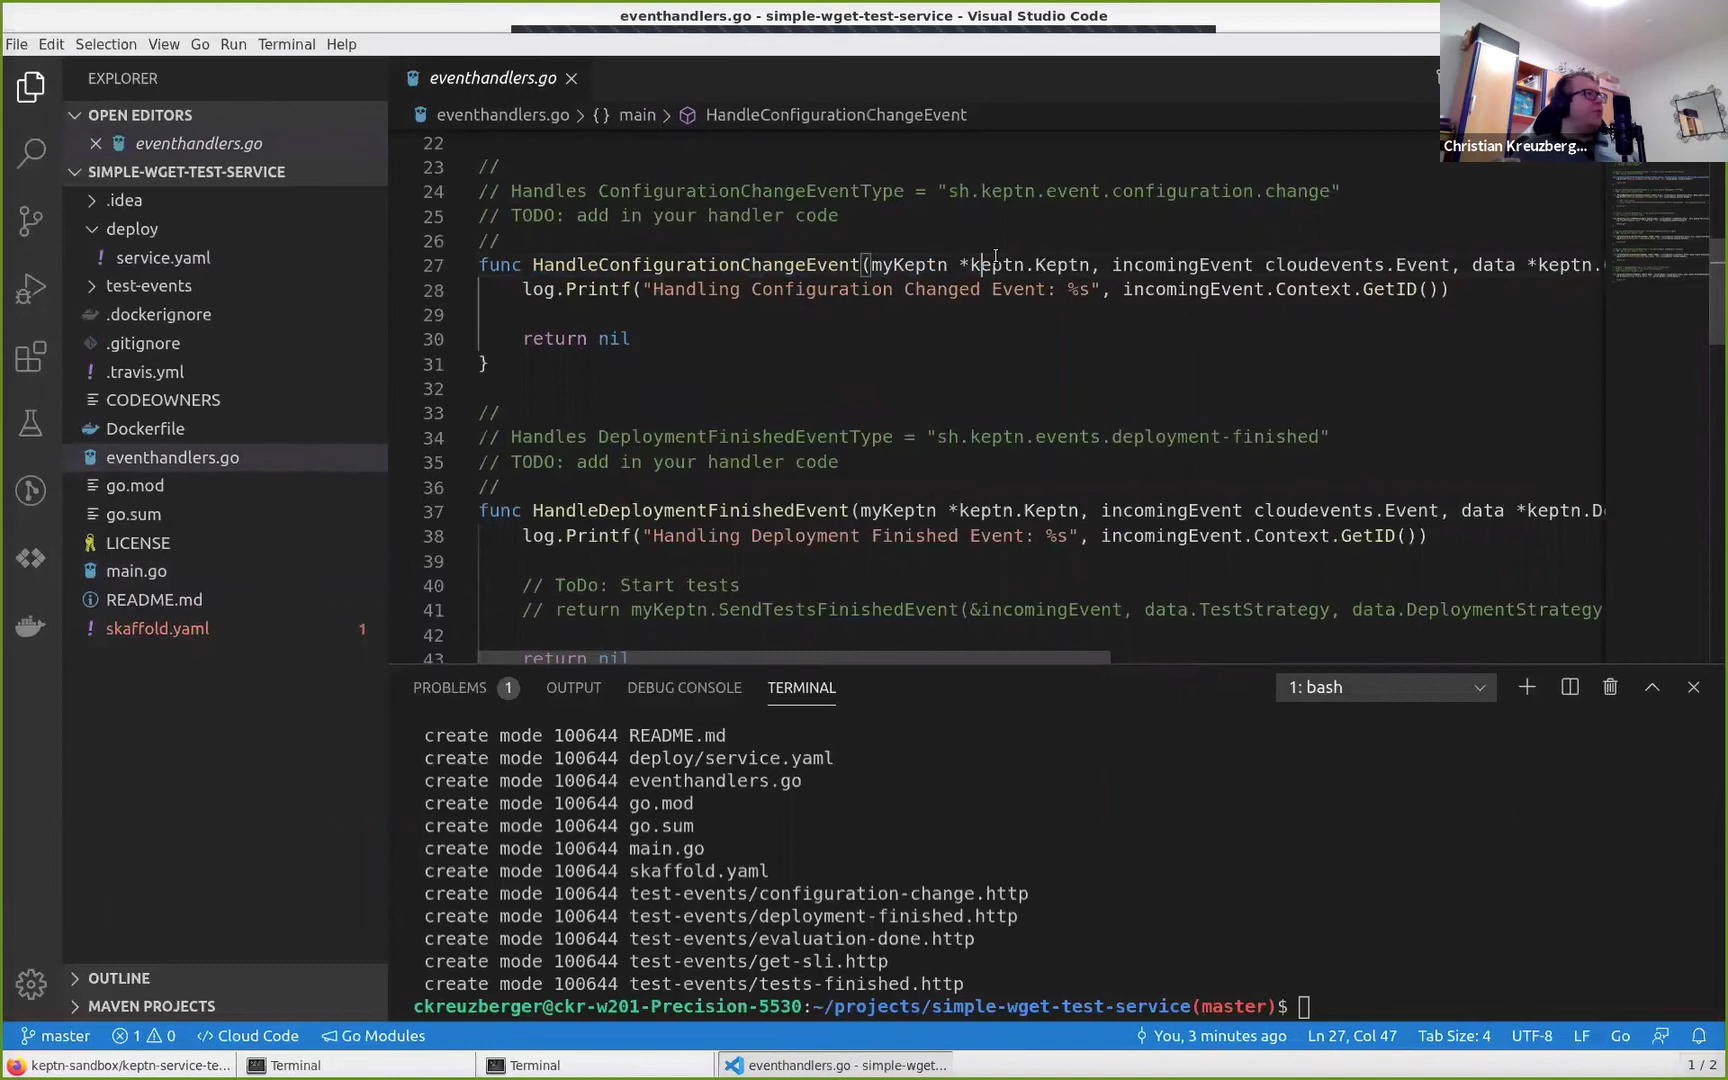 eventhandlers.go - simple-wget-test-service - Visual Studio Code
File Edit Selection View Go Run Terminal Help
Christian Kreuzberg...
EXPLORER
OPEN EDITORS
eventhandlers.go
SIMPLE-WGET-TEST-SERVICE
.idea
deploy
service.yaml
test-events
.dockerignore
.gitignore
.travis.yml
CODEOWNERS
Dockerfile
eventhandlers.go
go.mod
go.sum
LICENSE
main.go
README.md
skaffold.yaml 1
OUTLINE
MAVEN PROJECTS
eventhandlers.go
eventhandlers.go > {} main > HandleConfigurationChangeEvent
22
23 //
24 // Handles ConfigurationChangeEventType = "sh.keptn.event.configuration.change"
25 // TODO: add in your handler code
26 //
27 func HandleConfigurationChangeEvent(myKeptn *keptn.Keptn, incomingEvent cloudevents.Event, data *keptn.
28 log.Printf("Handling Configuration Changed Event: %s", incomingEvent.Context.GetID())
29
30 return nil
31 }
32
33 //
34 // Handles DeploymentFinishedEventType = "sh.keptn.events.deployment-finished"
35 // TODO: add in your handler code
36 //
37 func HandleDeploymentFinishedEvent(myKeptn *keptn.Keptn, incomingEvent cloudevents.Event, data *keptn.D
38 log.Printf("Handling Deployment Finished Event: %s", incomingEvent.Context.GetID())
39
40 // ToDo: Start tests
41 // return myKeptn.SendTestsFinishedEvent(&incomingEvent, data.TestStrategy, data.DeploymentStrategy
42
43 return nil
PROBLEMS 1 OUTPUT DEBUG CONSOLE TERMINAL 1: bash
create mode 100644 README.md
create mode 100644 deploy/service.yaml
create mode 100644 eventhandlers.go
create mode 100644 go.mod
create mode 100644 go.sum
create mode 100644 main.go
create mode 100644 skaffold.yaml
create mode 100644 test-events/configuration-change.http
create mode 100644 test-events/deployment-finished.http
create mode 100644 test-events/evaluation-done.http
create mode 100644 test-events/get-sli.http
create mode 100644 test-events/tests-finished.http
ckreuzberger@ckr-w201-Precision-5530:~/projects/simple-wget-test-service(master)$
master 1 0 Cloud Code Go Modules You, 3 minutes ago Ln 27, Col 47 Tab Size: 4 UTF-8 LF Go
keptn-sandbox/keptn-service-te... Terminal Terminal eventhandlers.go - simple-wget... 1 / 2